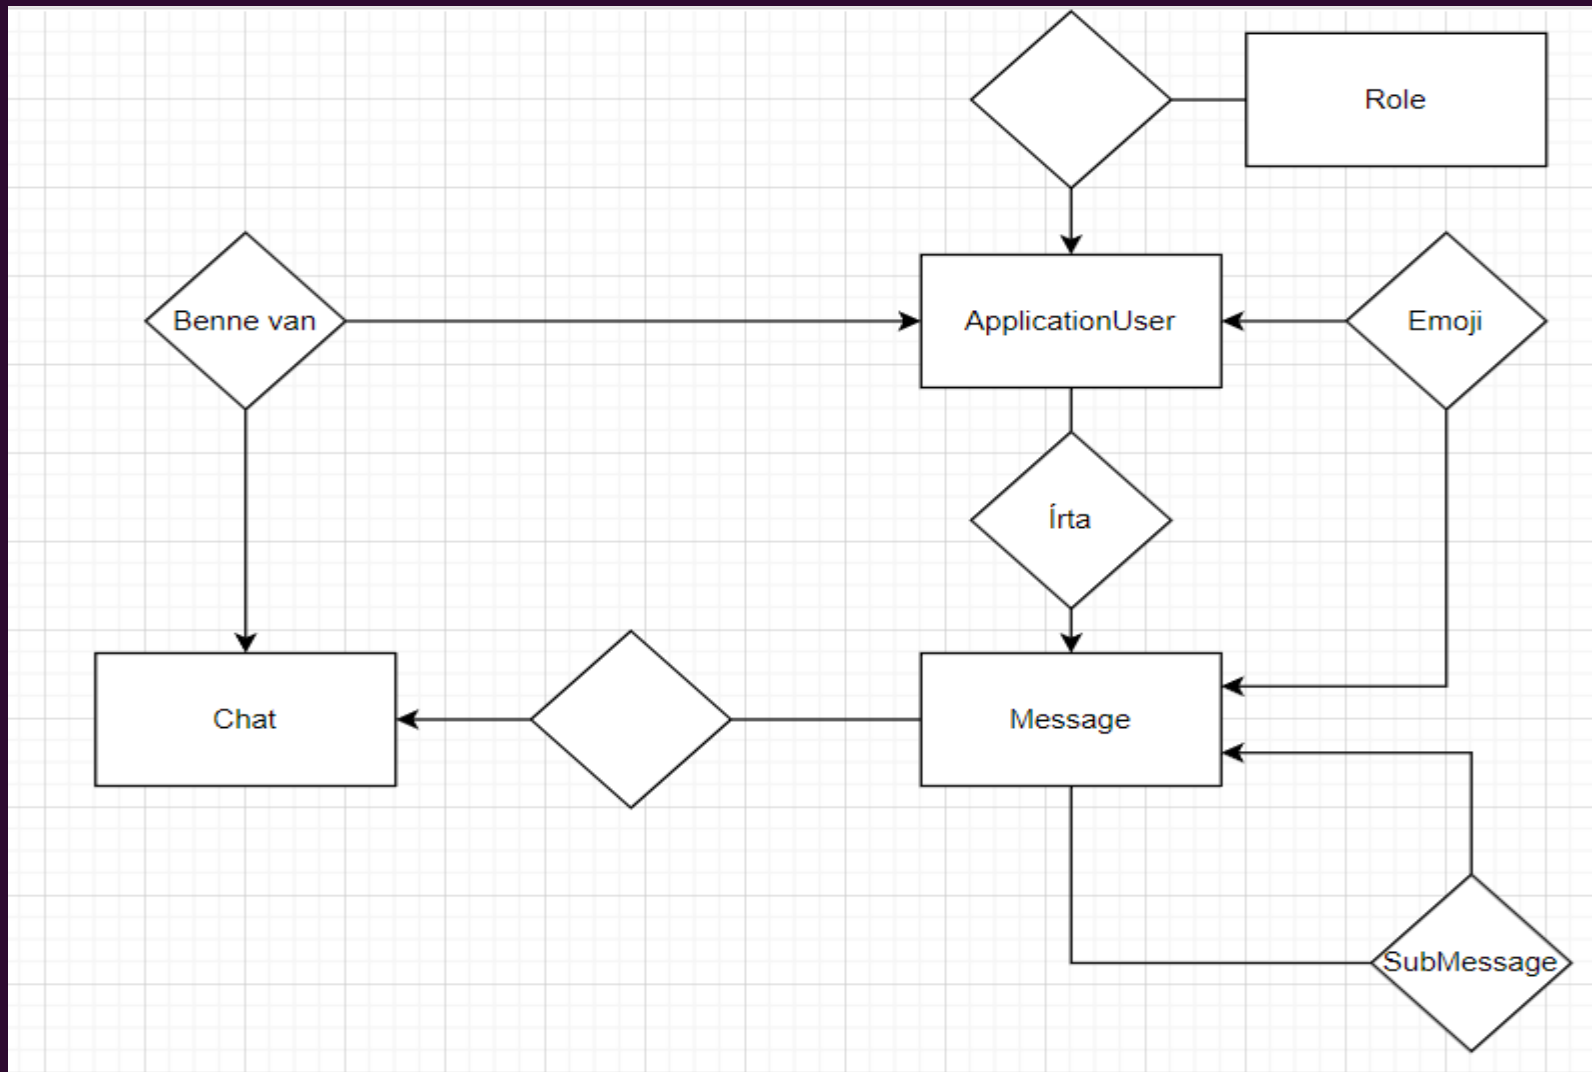 Role
Benne van
ApplicationUser
Emoji
Írta
Chat
Message
SubMessage